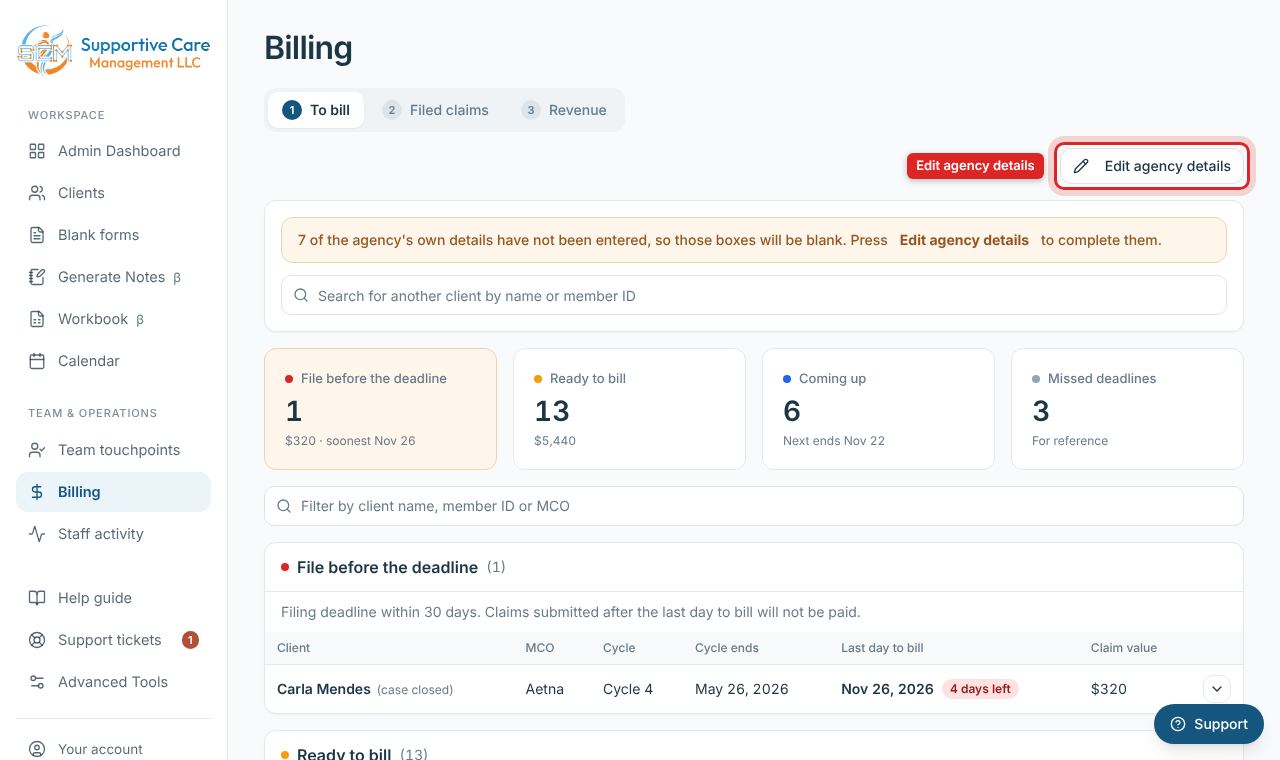 SCM Supportive Care
Management LLC
WORKSPACE
Admin Dashboard
Clients
Blank forms
Generate Notes β
Workbook β
Calendar
TEAM & OPERATIONS
Team touchpoints
Billing
Staff activity
Help guide
Support tickets 1
Advanced Tools
Your account
Billing
1 To bill 2 Filed claims 3 Revenue
Edit agency details Edit agency details
7 of the agency's own details have not been entered, so those boxes will be blank. Press Edit agency details to complete them.
Search for another client by name or member ID
File before the deadline
1
$320 · soonest Nov 26
Ready to bill
13
$5,440
Coming up
6
Next ends Nov 22
Missed deadlines
3
For reference
Filter by client name, member ID or MCO
File before the deadline (1)
Filing deadline within 30 days. Claims submitted after the last day to bill will not be paid.
Client MCO Cycle Cycle ends Last day to bill Claim value
Carla Mendes (case closed) Aetna Cycle 4 May 26, 2026 Nov 26, 2026 4 days left $320
Support
Ready to bill (13)